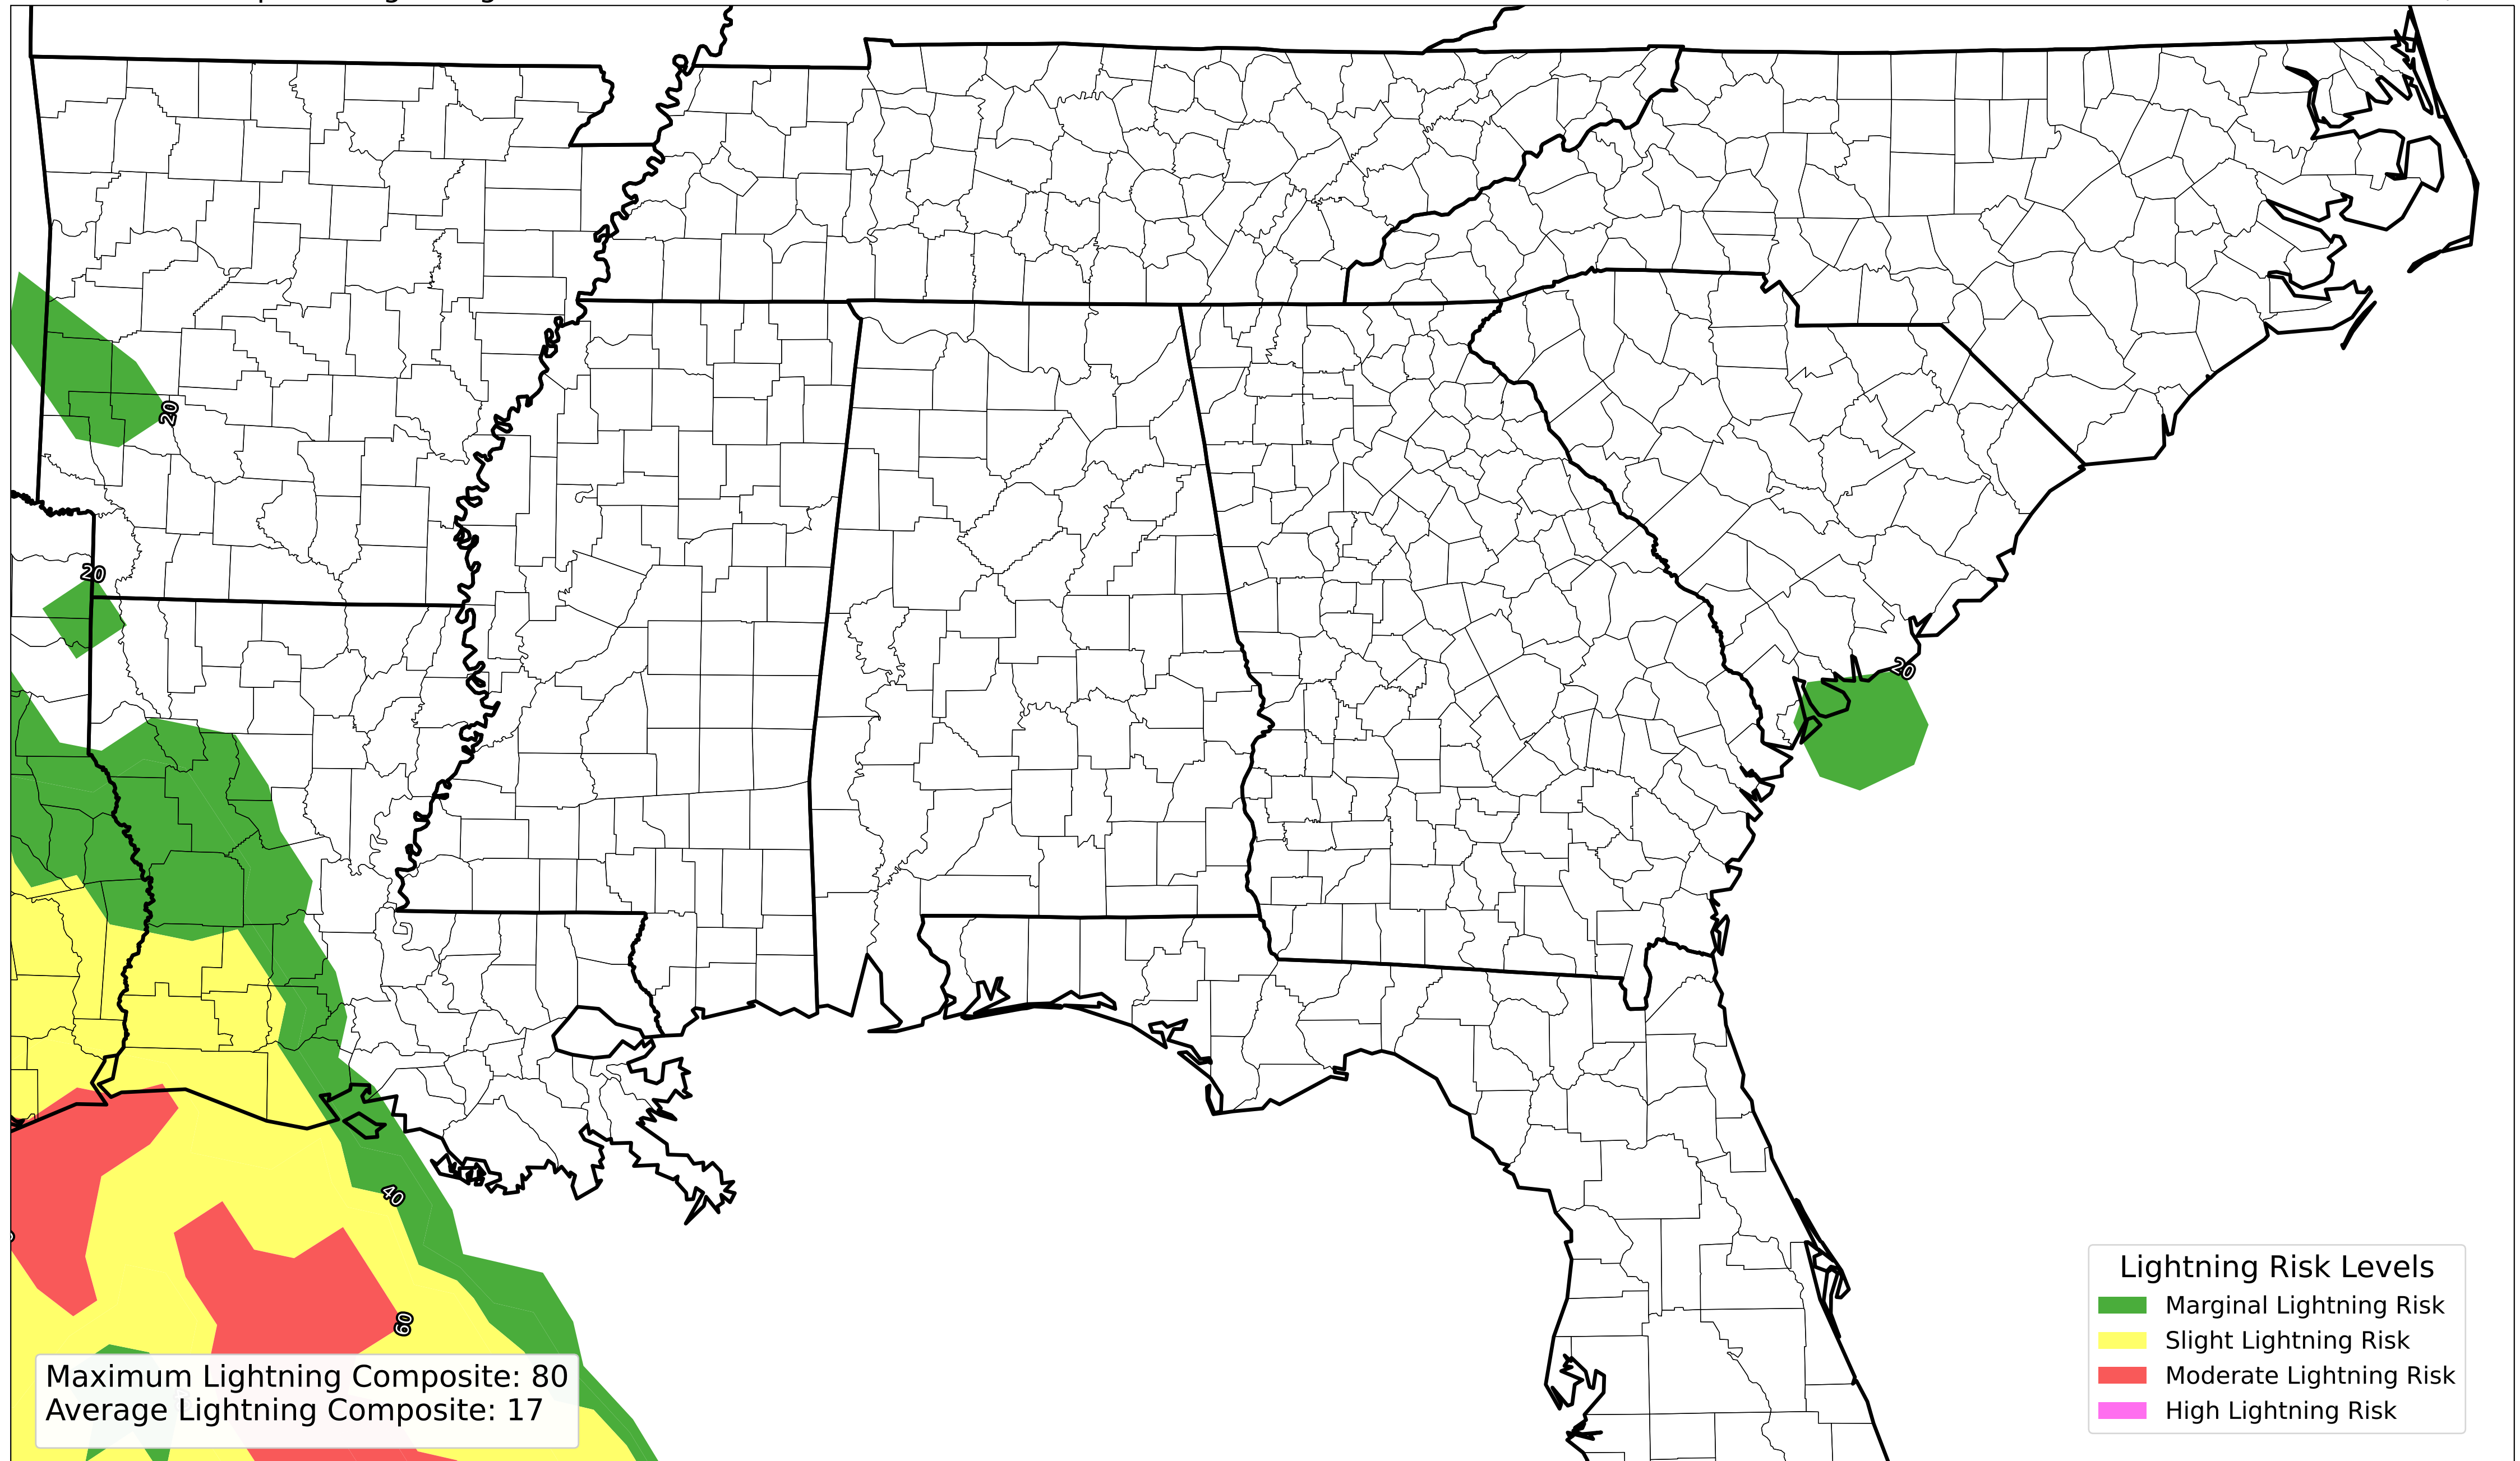 20
20
20
40
60
Lightning Risk Levels
Marginal Lightning Risk
Slight Lightning Risk
Moderate Lightning Risk
High Lightning Risk
Maximum Lightning Composite: 80
Average Lightning Composite: 17